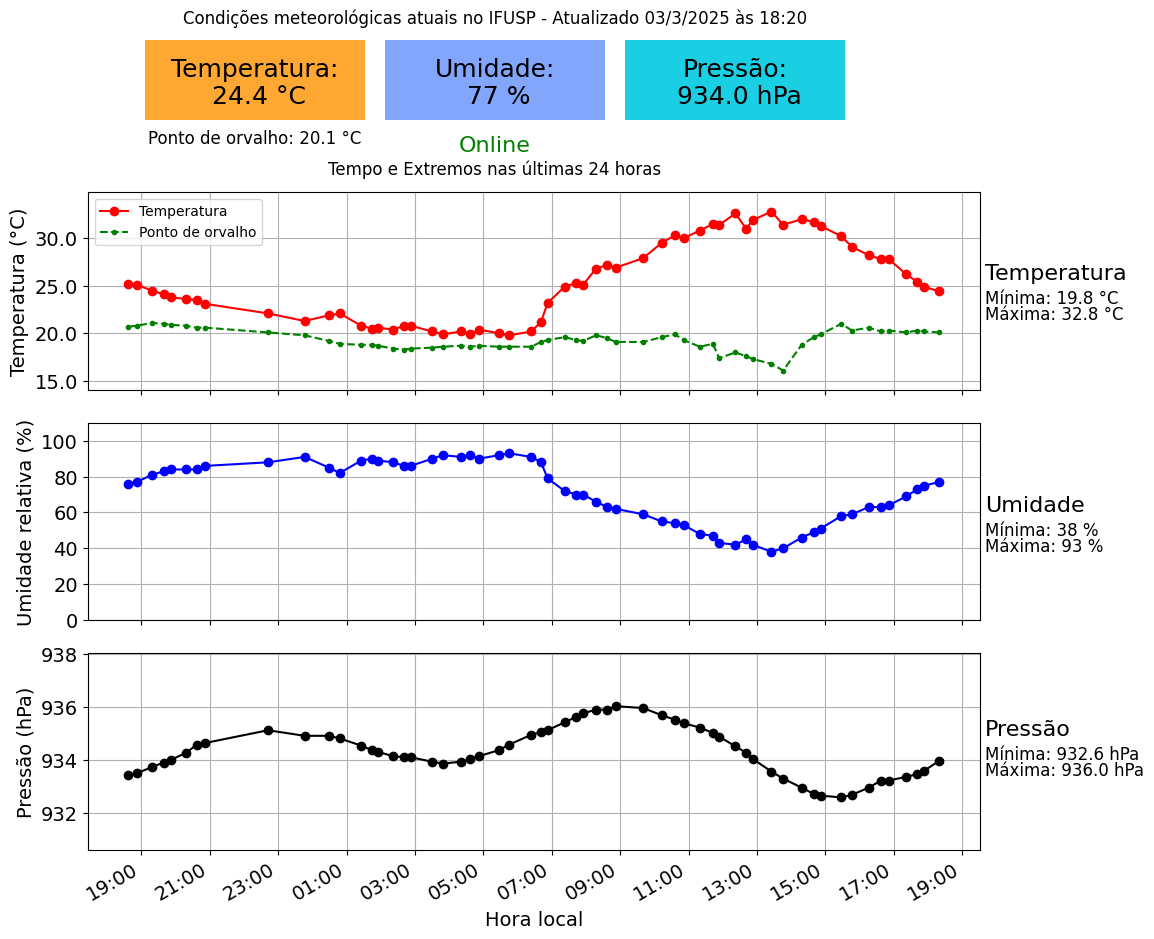 Condições meteorológicas atuais no IFUSP - Atualizado 03/3/2025 às 18:20
Temperatura:
24.4 °C
Umidade:
77 %
Pressão:
934.0 hPa
Ponto de orvalho: 20.1 °C
Online
Tempo e Extremos nas últimas 24 horas
Temperatura (°C)
30.0
25.0
20.0
15.0
Temperatura
Ponto de orvalho
Temperatura
Mínima: 19.8 °C
Máxima: 32.8 °C
Umidade relativa (%)
100
80
60
40
20
0
Umidade
Mínima: 38 %
Máxima: 93 %
Pressão (hPa)
938
936
934
932
Pressão
Mínima: 932.6 hPa
Máxima: 936.0 hPa
19:00
21:00
23:00
01:00
03:00
05:00
07:00
09:00
11:00
13:00
15:00
17:00
19:00
Hora local